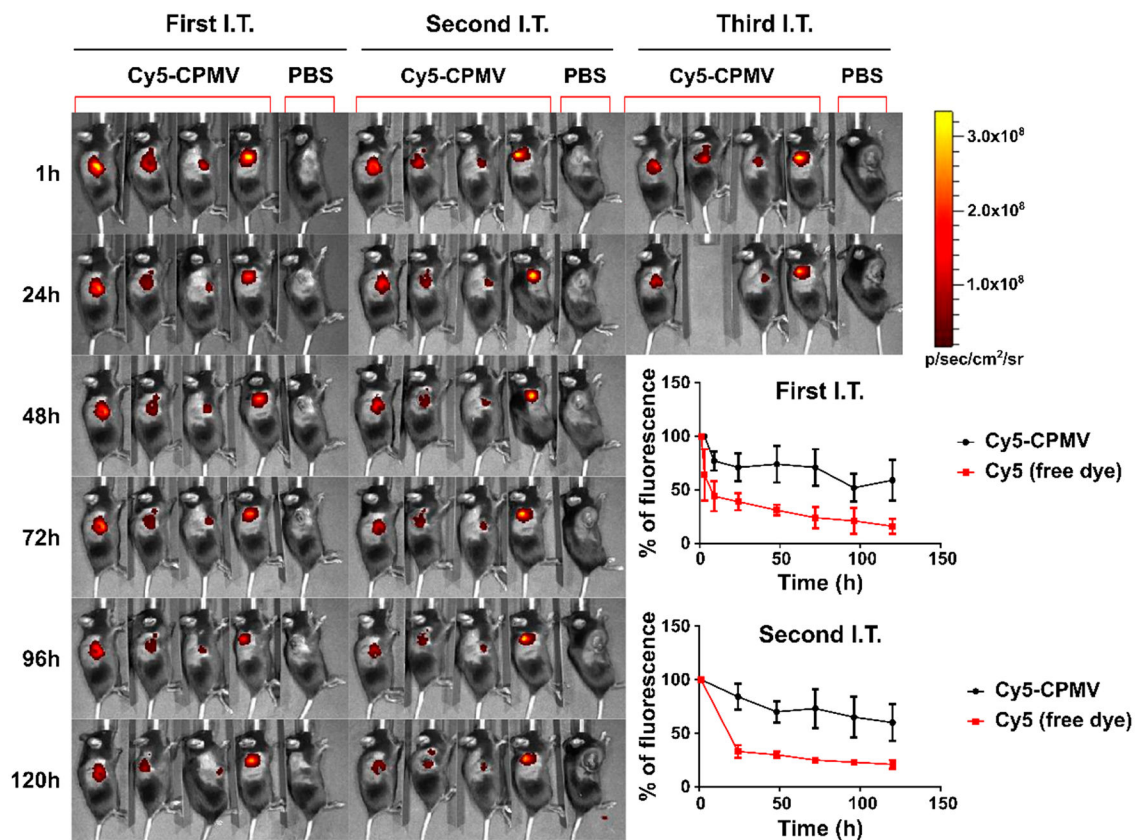 First I.T. Second I.T. Third I.T.
Cy5-CPMV PBS Cy5-CPMV PBS Cy5-CPMV PBS
1h
24h
48h
72h
96h
120h
3.0x10⁸
2.0x10⁸
1.0x10⁸
p/sec/cm²/sr
First I.T.
% of fluorescence
150
100
50
0
0 50 100 150
Time (h)
Cy5-CPMV
Cy5 (free dye)
Second I.T.
% of fluorescence
150
100
50
0
0 50 100 150
Time (h)
Cy5-CPMV
Cy5 (free dye)